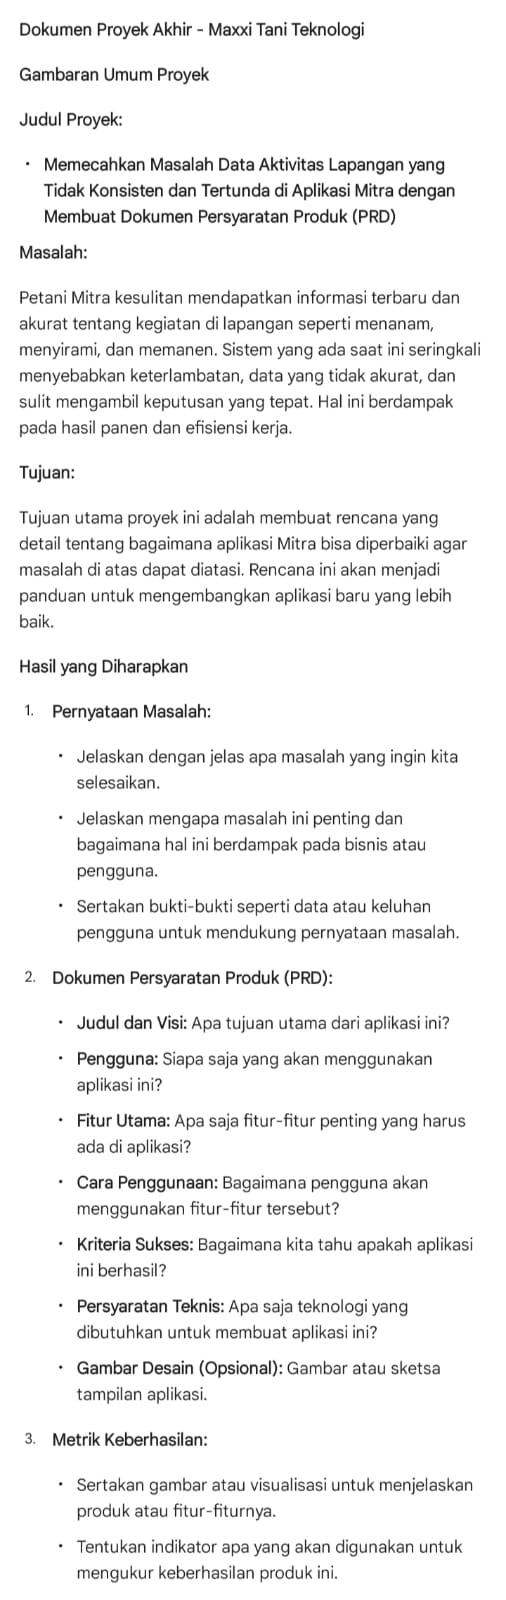 Dokumen Proyek Akhir - Maxxi Tani Teknologi
Gambaran Umum Proyek
Judul Proyek:
• Memecahkan Masalah Data Aktivitas Lapangan yang
Tidak Konsisten dan Tertunda di Aplikasi Mitra dengan
Membuat Dokumen Persyaratan Produk (PRD)
Masalah:
Petani Mitra kesulitan mendapatkan informasi terbaru dan
akurat tentang kegiatan di lapangan seperti menanam,
menyirami, dan memanen. Sistem yang ada saat ini seringkali
menyebabkan keterlambatan, data yang tidak akurat, dan
sulit mengambil keputusan yang tepat. Hal ini berdampak
pada hasil panen dan efisiensi kerja.
Tujuan:
Tujuan utama proyek ini adalah membuat rencana yang
detail tentang bagaimana aplikasi Mitra bisa diperbaiki agar
masalah di atas dapat diatasi. Rencana ini akan menjadi
panduan untuk mengembangkan aplikasi baru yang lebih
baik.
Hasil yang Diharapkan
1. Pernyataan Masalah:
• Jelaskan dengan jelas apa masalah yang ingin kita
selesaikan.
• Jelaskan mengapa masalah ini penting dan
bagaimana hal ini berdampak pada bisnis atau
pengguna.
• Sertakan bukti-bukti seperti data atau keluhan
pengguna untuk mendukung pernyataan masalah.
2. Dokumen Persyaratan Produk (PRD):
• Judul dan Visi: Apa tujuan utama dari aplikasi ini?
• Pengguna: Siapa saja yang akan menggunakan
aplikasi ini?
• Fitur Utama: Apa saja fitur-fitur penting yang harus
ada di aplikasi?
• Cara Penggunaan: Bagaimana pengguna akan
menggunakan fitur-fitur tersebut?
• Kriteria Sukses: Bagaimana kita tahu apakah aplikasi
ini berhasil?
• Persyaratan Teknis: Apa saja teknologi yang
dibutuhkan untuk membuat aplikasi ini?
• Gambar Desain (Opsional): Gambar atau sketsa
tampilan aplikasi.
3. Metrik Keberhasilan:
• Sertakan gambar atau visualisasi untuk menjelaskan
produk atau fitur-fiturnya.
• Tentukan indikator apa yang akan digunakan untuk
mengukur keberhasilan produk ini.